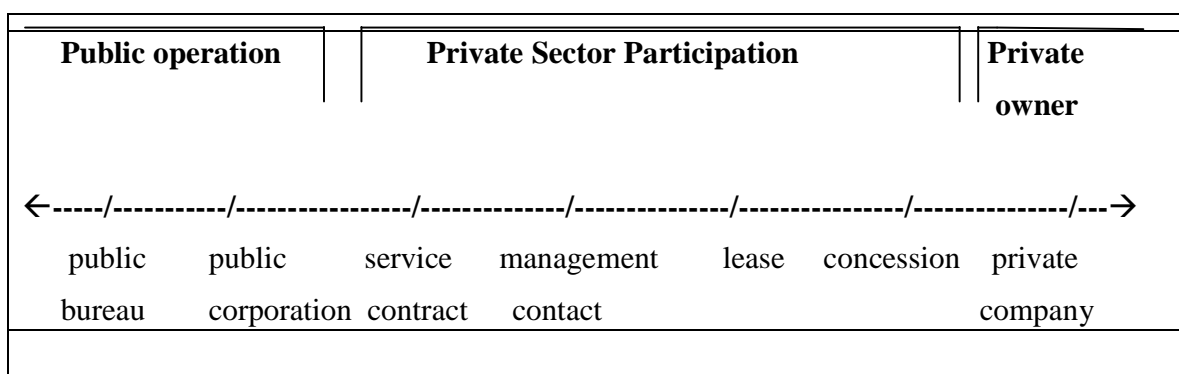 Public operation Private Sector Participation Private
owner
←-----/-----------/-----------------/--------------/---------------/----------------/---------------/---→
public public service management lease concession private
bureau corporation contract contact company